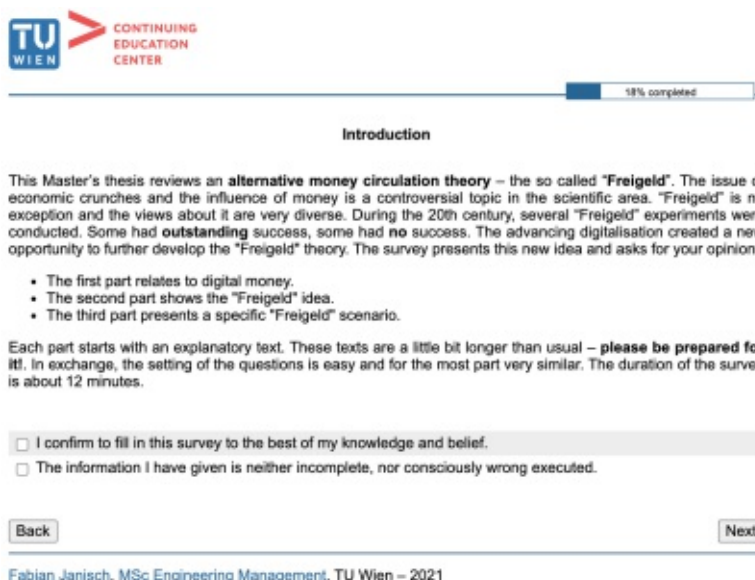 TU
WIEN
CONTINUING
EDUCATION
CENTER
18% completed
Introduction
This Master's thesis reviews an alternative money circulation theory – the so called "Freigeld". The issue
economic crunches and the influence of money is a controversial topic in the scientific area. "Freigeld" is
exception and the views about it are very diverse. During the 20th century, several "Freigeld" experiments
conducted. Some had outstanding success, some had no success. The advancing digitalisation created a
opportunity to further develop the "Freigeld" theory. The survey presents this new idea and asks for your opinion
• The first part relates to digital money.
• The second part shows the "Freigeld" idea.
• The third part presents a specific "Freigeld" scenario.
Each part starts with an explanatory text. These texts are a little bit longer than usual – please be prepared
it!. In exchange, the setting of the questions is easy and for the most part very similar. The duration of the
is about 12 minutes.
I confirm to fill in this survey to the best of my knowledge and belief.
The information I have given is neither incomplete, nor consciously wrong executed.
Back
Next
Fabian Janisch, MSc Engineering Management, TU Wien – 2021